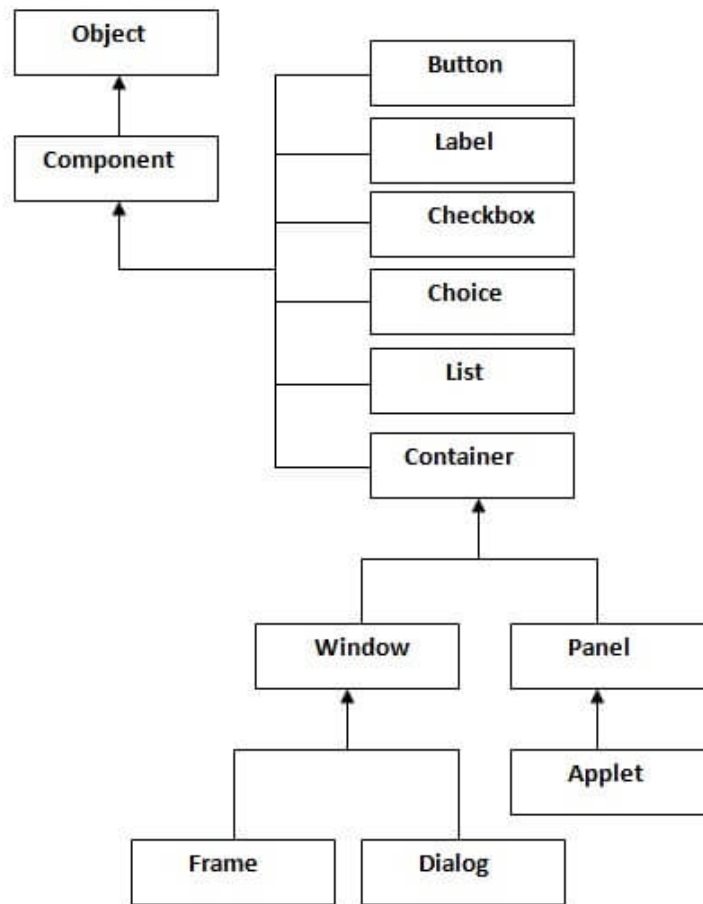 Object
Button
Label
Component
Checkbox
Choice
List
Container
Window
Panel
Applet
Frame
Dialog